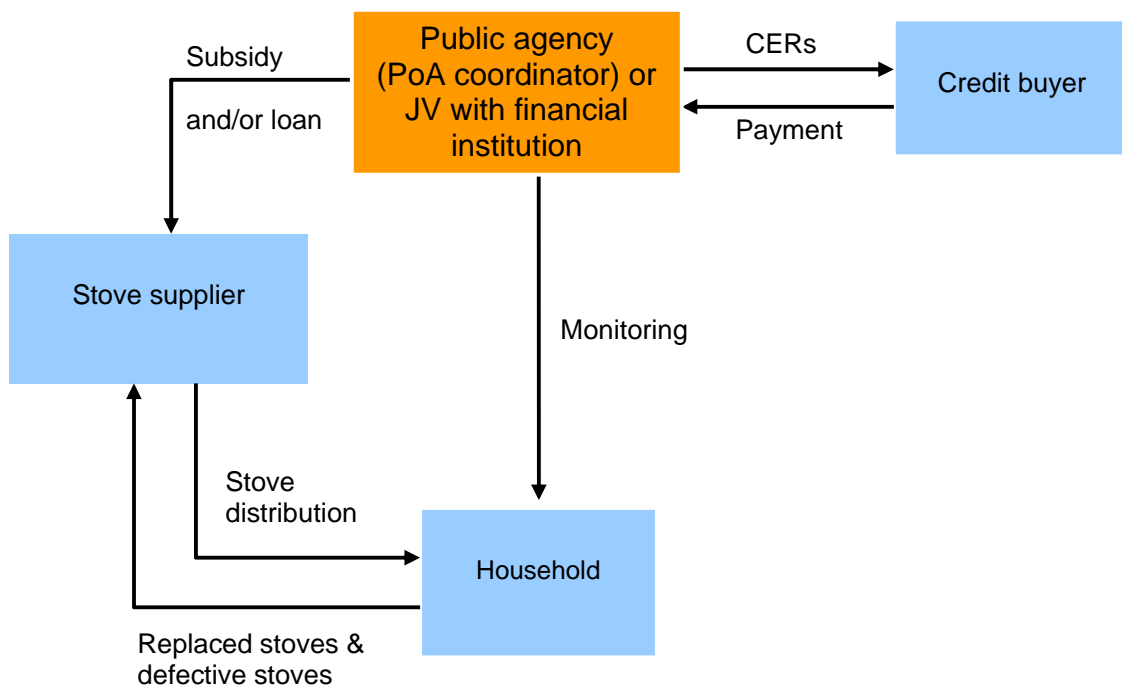 Subsidy
and/or loan
Public agency
(PoA coordinator) or
JV with financial
institution
CERs
Payment
Credit buyer
Stove supplier
Monitoring
Stove
distribution
Household
Replaced stoves &
defective stoves